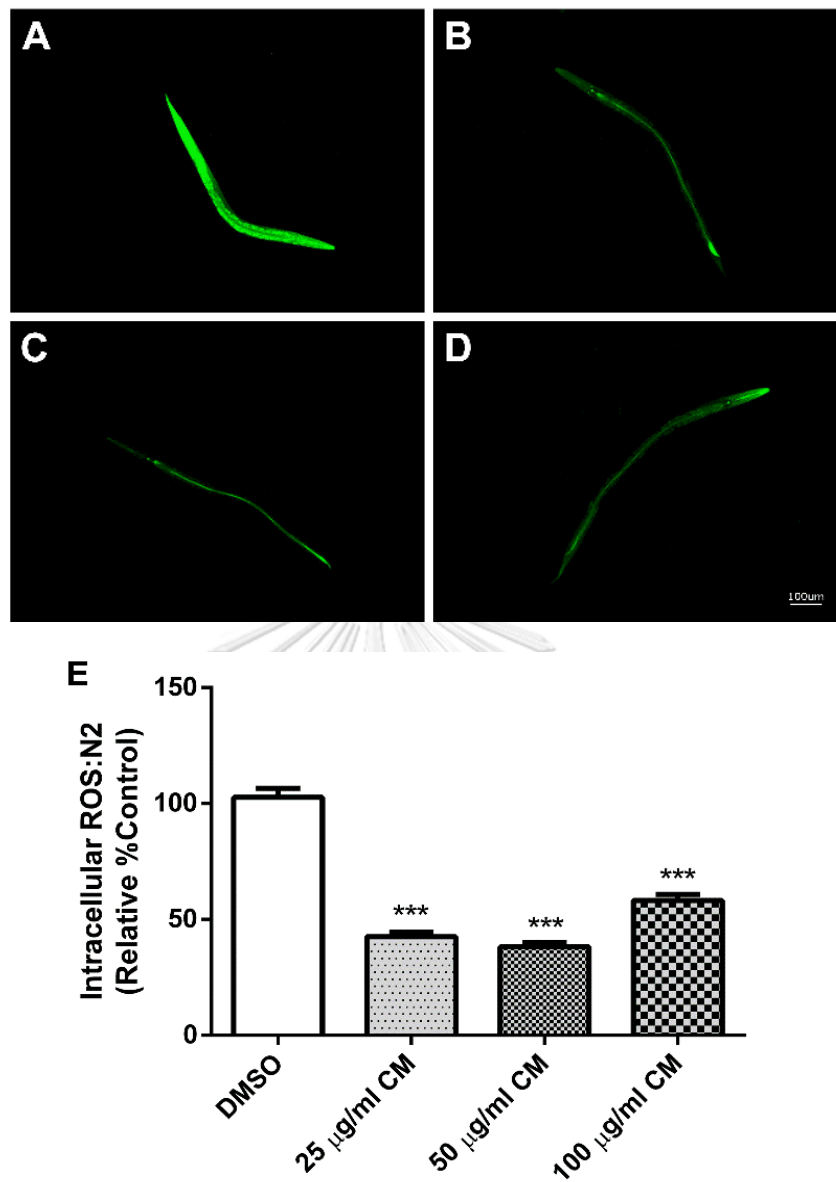 A
B
C
D
100um
E
Intracellular ROS:N2
(Relative %Control)
150
100
50
0
***
***
***
DMSO
25 μg/ml CM
50 μg/ml CM
100 μg/ml CM